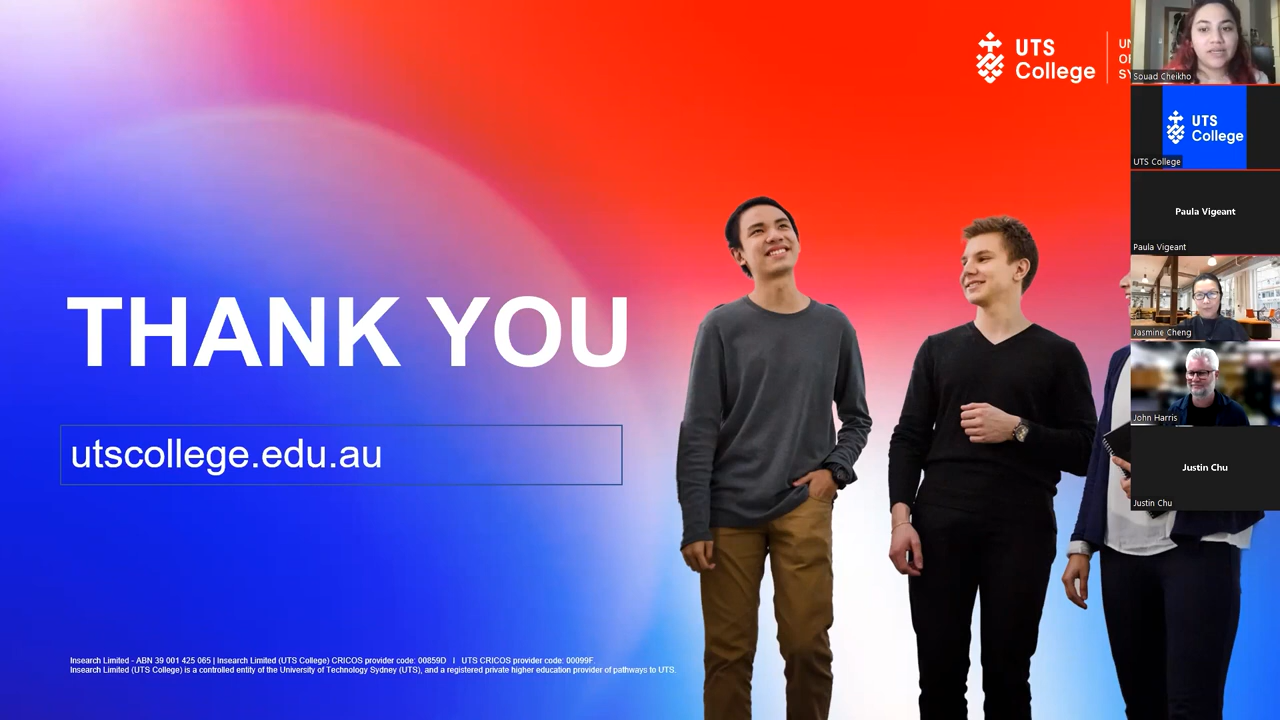 UTS
College
THANK YOU
utscollege.edu.au
Insearch Limited - ABN 39 001 425 065 | Insearch Limited (UTS College) CRICOS provider code: 00859D I UTS CRICOS provider code: 00099F.
Insearch Limited (UTS College) is a controlled entity of the University of Technology Sydney (UTS), and a registered private higher education provider of pathways to UTS.
Souad Cheikho
UTS
College
UTS College
Paula Vigeant
Paula Vigeant
Jasmine Cheng
John Harris
Justin Chu
Justin Chu